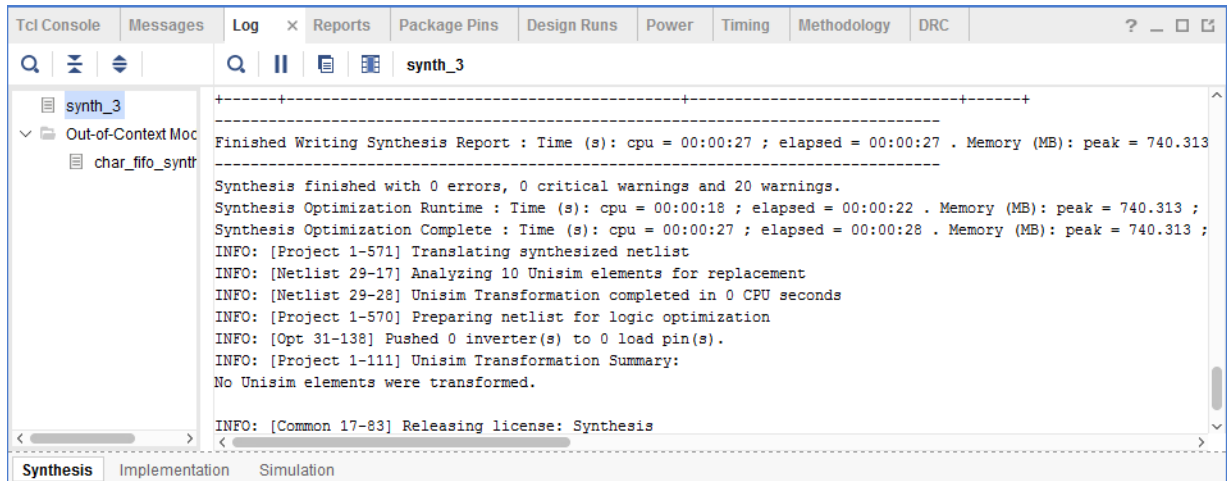 Tcl Console Messages Log × Reports Package Pins Design Runs Power Timing Methodology DRC ? _
synth_3
synth_3
Out-of-Context Moc
char_fifo_synth
+------+--------------------------------------------+------------------------------+------+
---------------------------------------------------------------------------------
Finished Writing Synthesis Report : Time (s): cpu = 00:00:27 ; elapsed = 00:00:27 . Memory (MB): peak = 740.313
---------------------------------------------------------------------------------
Synthesis finished with 0 errors, 0 critical warnings and 20 warnings.
Synthesis Optimization Runtime : Time (s): cpu = 00:00:18 ; elapsed = 00:00:22 . Memory (MB): peak = 740.313 ;
Synthesis Optimization Complete : Time (s): cpu = 00:00:27 ; elapsed = 00:00:28 . Memory (MB): peak = 740.313 ;
INFO: [Project 1-571] Translating synthesized netlist
INFO: [Netlist 29-17] Analyzing 10 Unisim elements for replacement
INFO: [Netlist 29-28] Unisim Transformation completed in 0 CPU seconds
INFO: [Project 1-570] Preparing netlist for logic optimization
INFO: [Opt 31-138] Pushed 0 inverter(s) to 0 load pin(s).
INFO: [Project 1-111] Unisim Transformation Summary:
No Unisim elements were transformed.
INFO: [Common 17-83] Releasing license: Synthesis
Synthesis Implementation Simulation